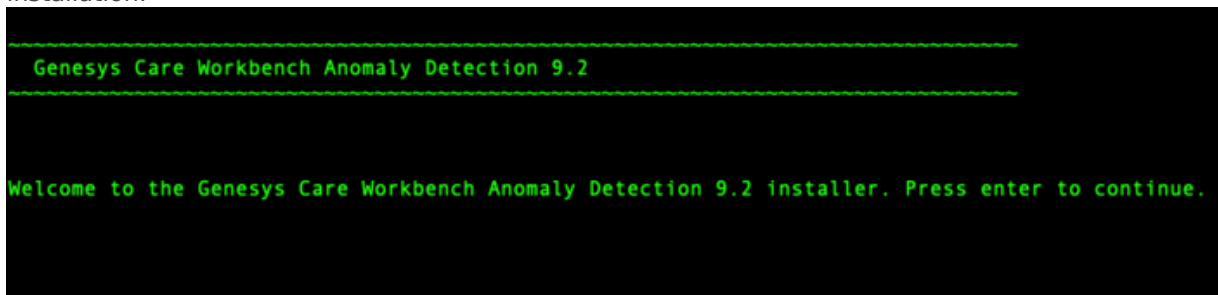 ~~~~~~~~~~~~~~~~~~~~~~~~~~~~~~~~~~~~~~~~~~~~~~~~~~~~~~~~~~~~~~~~~~~~~~~~~~~~~~~~
Genesys Care Workbench Anomaly Detection 9.2
~~~~~~~~~~~~~~~~~~~~~~~~~~~~~~~~~~~~~~~~~~~~~~~~~~~~~~~~~~~~~~~~~~~~~~~~~~~~~~~~
Welcome to the Genesys Care Workbench Anomaly Detection 9.2 installer. Press enter to continue.